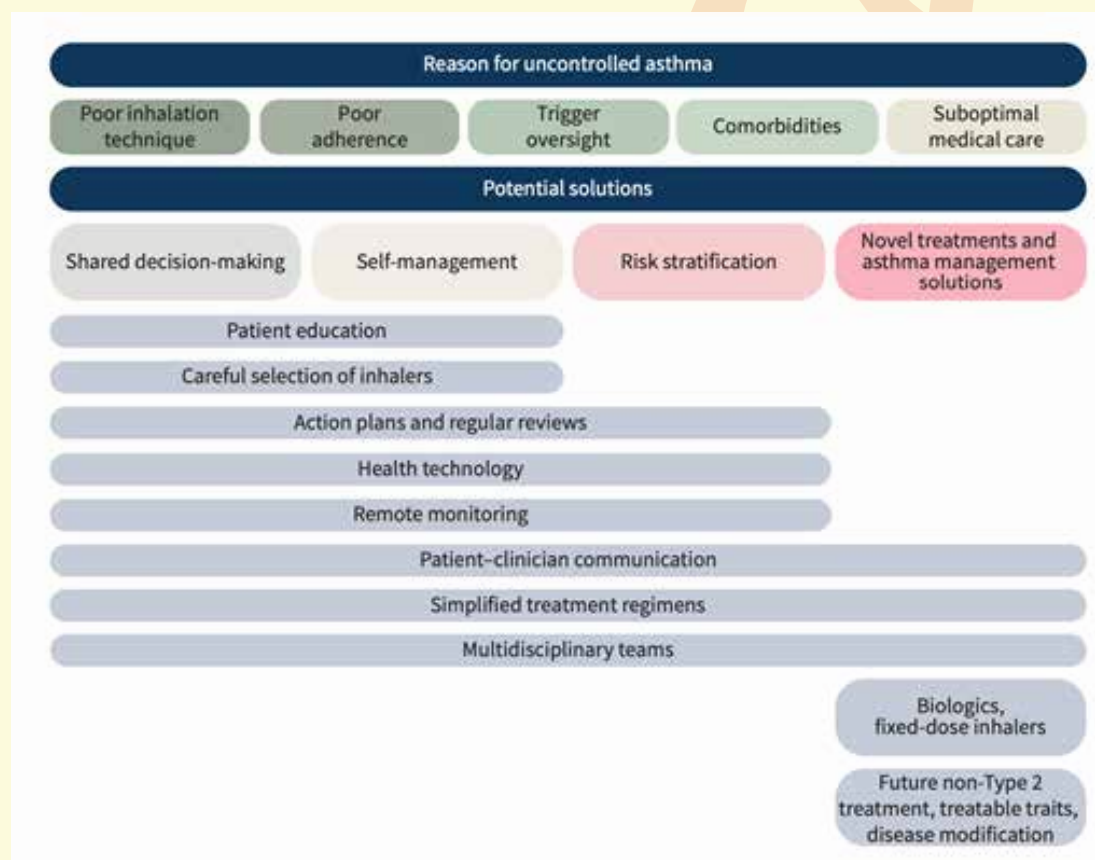 Reason for uncontrolled asthma
Poor inhalation
technique
Poor
adherence
Trigger
oversight
Comorbidities
Suboptimal
medical care
Potential solutions
Shared decision-making
Self-management
Risk stratification
Novel treatments and
asthma management
solutions
Patient education
Careful selection of inhalers
Action plans and regular reviews
Health technology
Remote monitoring
Patient–clinician communication
Simplified treatment regimens
Multidisciplinary teams
Biologics,
fixed-dose inhalers
Future non-Type 2
treatment, treatable traits,
disease modification